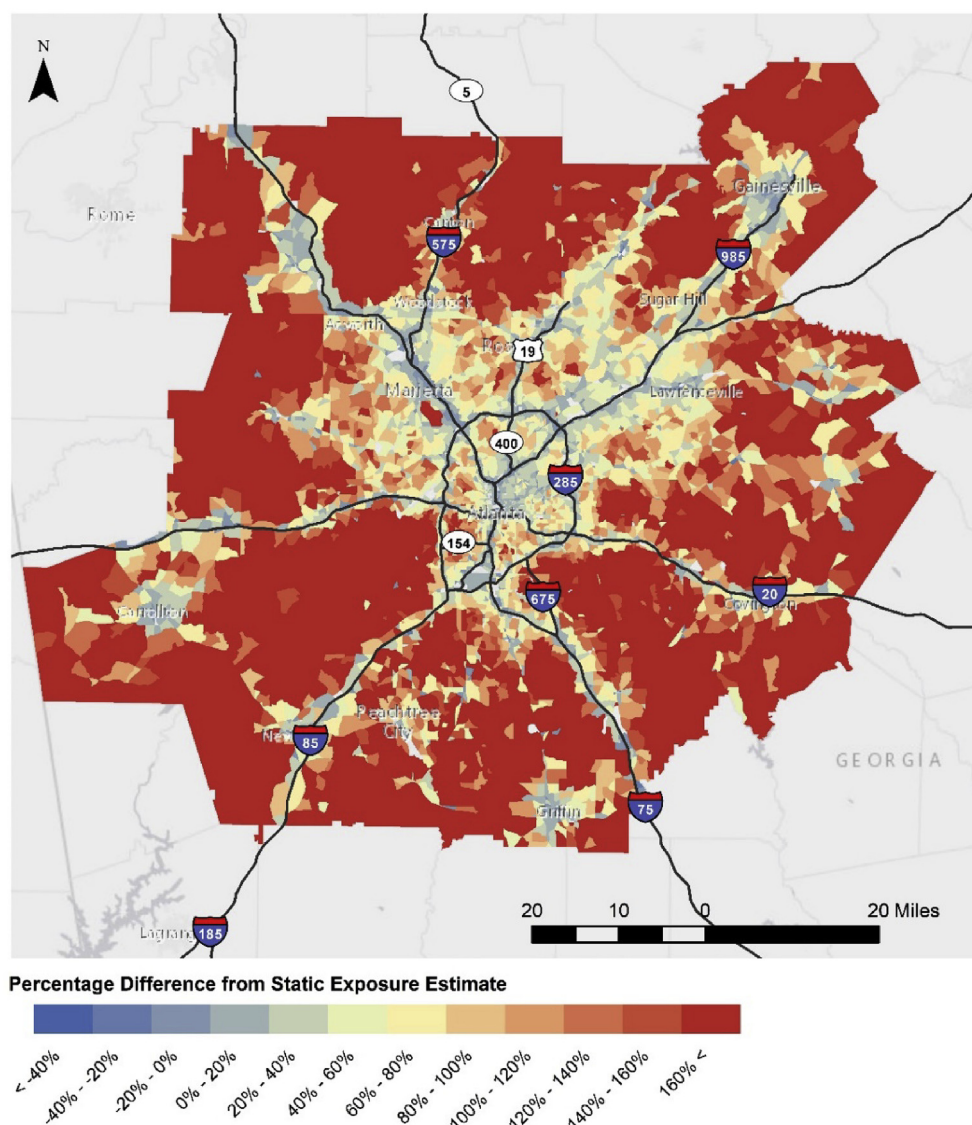 N
5
Rome
Gainesville
Canton
575
985
Woodstock
Sugar Hill
Acworth
19
Marietta
Lawrenceville
400
285
Atlanta
154
675
20
Carrollton
Covington
Peachtree
City
85
GEORGIA
Griffin
75
185
20 10 0 20 Miles
Percentage Difference from Static Exposure Estimate
< -40%
-40% - -20%
-20% - 0%
0% - 20%
20% - 40%
40% - 60%
60% - 80%
80% - 100%
100% - 120%
120% - 140%
140% - 160%
160% <